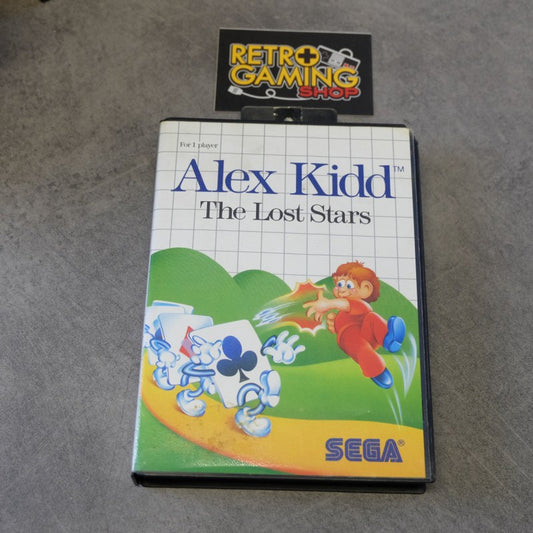 RETRO
GAMING
SHOP
For 1 player
Alex Kidd™
The Lost Stars
SEGA®